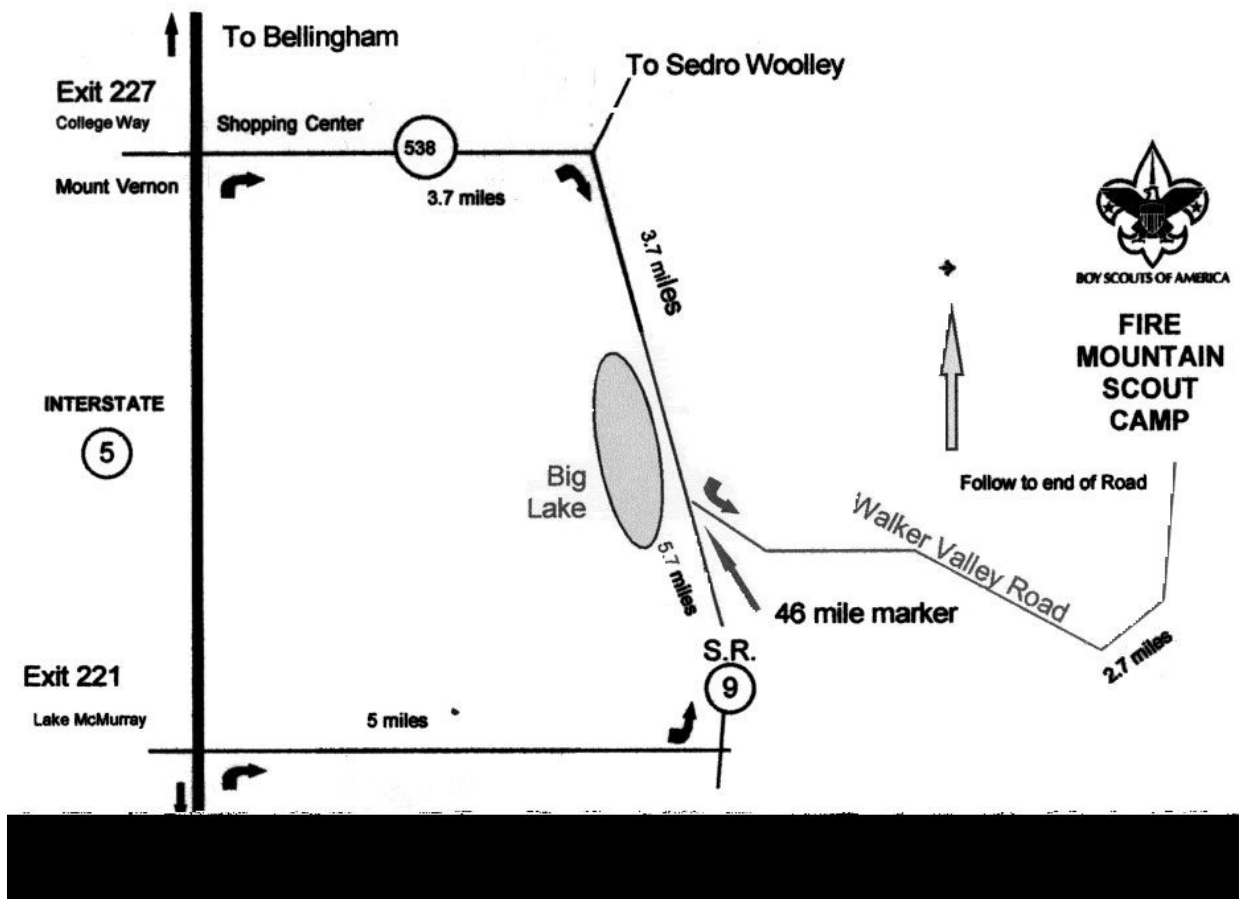 To Bellingham
To Sedro Woolley
Exit 227
College Way
Shopping Center
538
Mount Vernon
3.7 miles
3.7 miles
BOY SCOUTS OF AMERICA
FIRE
MOUNTAIN
SCOUT
CAMP
INTERSTATE
5
Big
Lake
Follow to end of Road
Walker Valley Road
5.7 miles
46 mile marker
2.7 miles
S.R.
9
Exit 221
Lake McMurray
5 miles